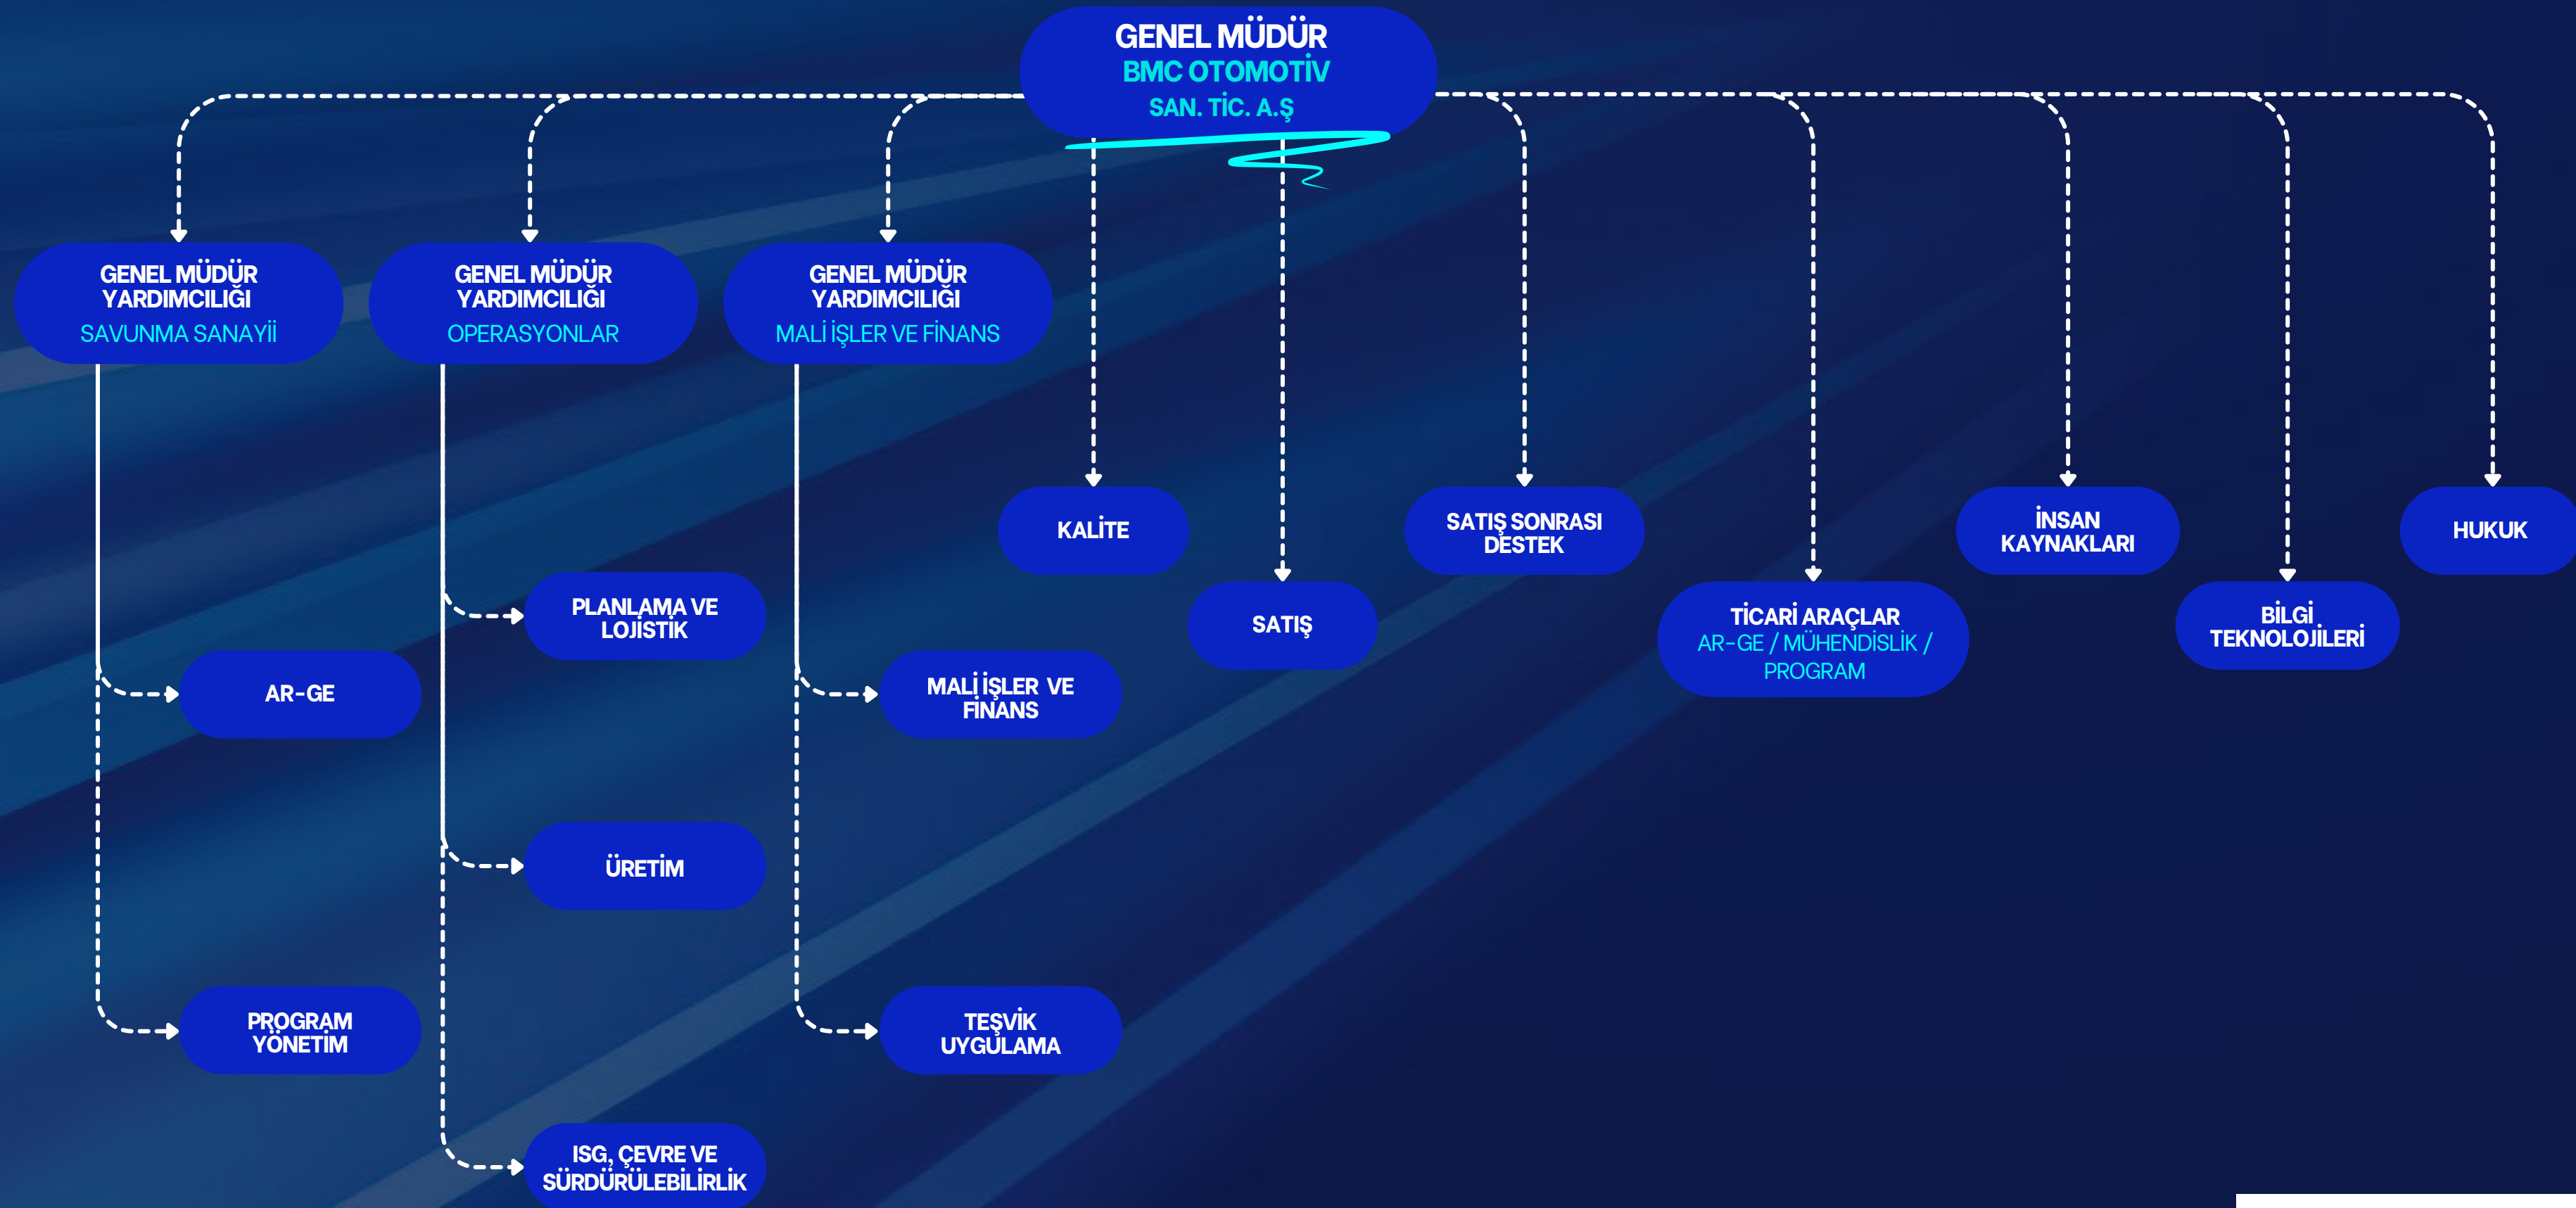 GENEL MÜDÜR
BMC OTOMOTİV
SAN. TİC. A.Ş
GENEL MÜDÜR
YARDIMCILIĞI
SAVUNMA SANAYİİ
GENEL MÜDÜR
YARDIMCILIĞI
OPERASYONLAR
GENEL MÜDÜR
YARDIMCILIĞI
MALİ İŞLER VE FİNANS
KALİTE
SATIŞ
SATIŞ SONRASI
DESTEK
TİCARİ ARAÇLAR
AR-GE / MÜHENDİSLİK /
PROGRAM
İNSAN
KAYNAKLARI
BİLGİ
TEKNOLOJİLERİ
HUKUK
AR-GE
PROGRAM
YÖNETİM
PLANLAMA VE
LOJİSTİK
ÜRETİM
ISG, ÇEVRE VE
SÜRDÜRÜLEBİLİRLİK
MALİ İŞLER VE
FİNANS
TEŞVİK
UYGULAMA